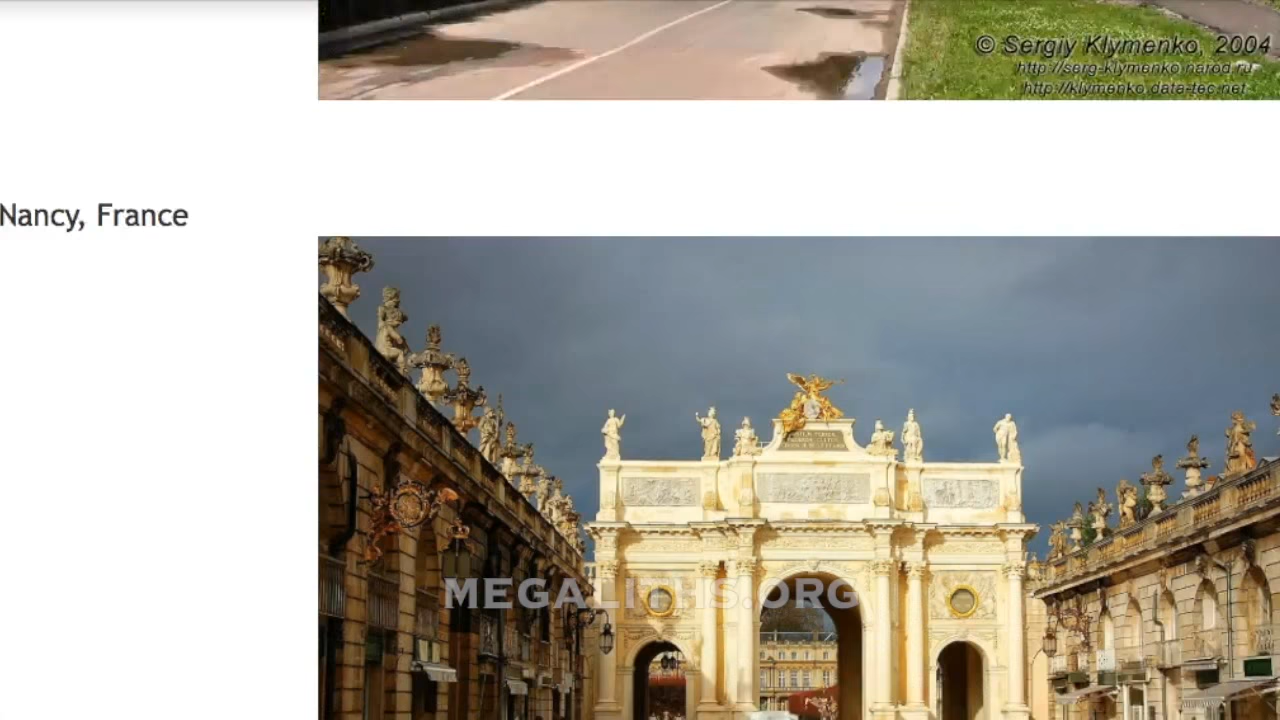 © Sergiy Klymenko, 2004
http://serg-klymenko.narod.ru
http://klymenko.data-tec.net
Nancy, France
MEGALITHS.ORG